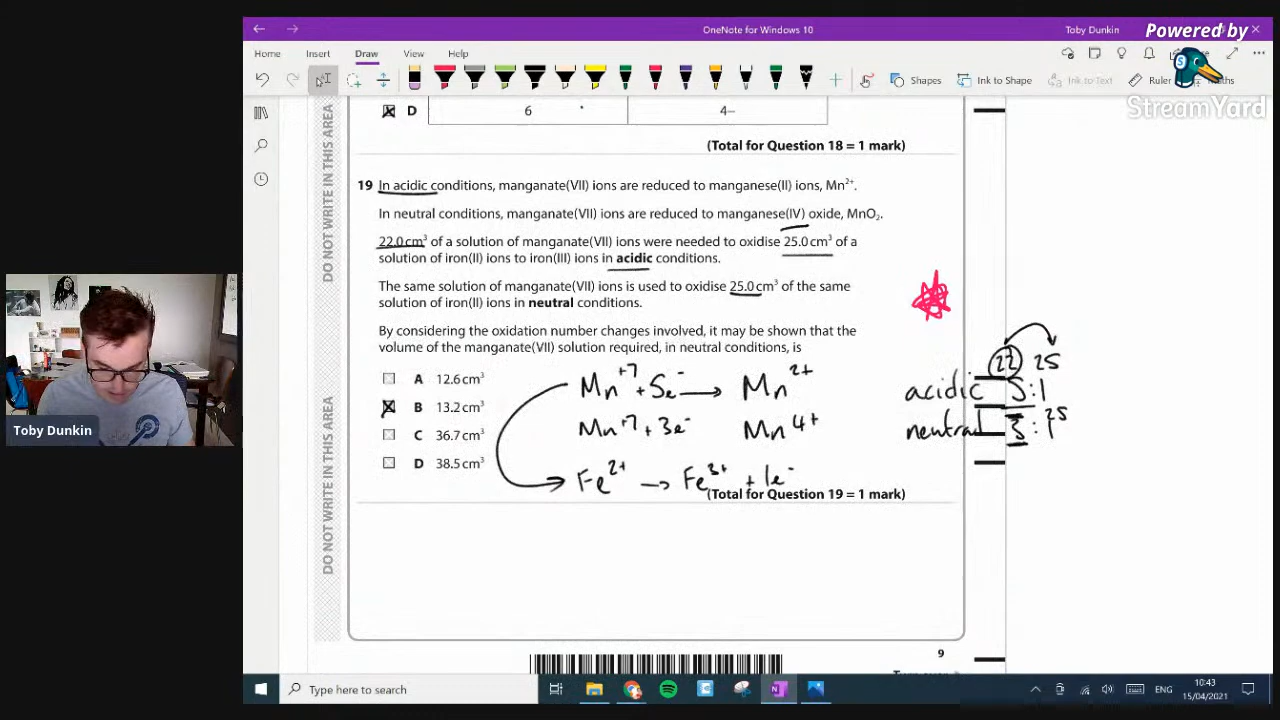 OneNote for Windows 10
Toby Dunkin
Powered by
StreamYard
Home Insert Draw View Help
Shapes Ink to Shape Ink to Text Ruler Maths
DO NOT WRITE IN THIS AREA
D 6 4–
(Total for Question 18 = 1 mark)
19 In acidic conditions, manganate(VII) ions are reduced to manganese(II) ions, Mn²⁺.
In neutral conditions, manganate(VII) ions are reduced to manganese(IV) oxide, MnO₂.
22.0 cm³ of a solution of manganate(VII) ions were needed to oxidise 25.0 cm³ of a
solution of iron(II) ions to iron(III) ions in acidic conditions.
The same solution of manganate(VII) ions is used to oxidise 25.0 cm³ of the same
solution of iron(II) ions in neutral conditions.
By considering the oxidation number changes involved, it may be shown that the
volume of the manganate(VII) solution required, in neutral conditions, is
A 12.6 cm³
B 13.2 cm³
C 36.7 cm³
D 38.5 cm³
Mn⁺⁷ + 5e⁻ → Mn²⁺
Mn⁺⁷ + 3e⁻ Mn⁴⁺
Fe²⁺ → Fe³⁺ + 1e⁻
22 25
acidic 5:1
neutral 3:1 25
(Total for Question 19 = 1 mark)
DO NOT WRITE IN THIS AREA
9
Toby Dunkin
Type here to search
ENG
10:43
15/04/2021